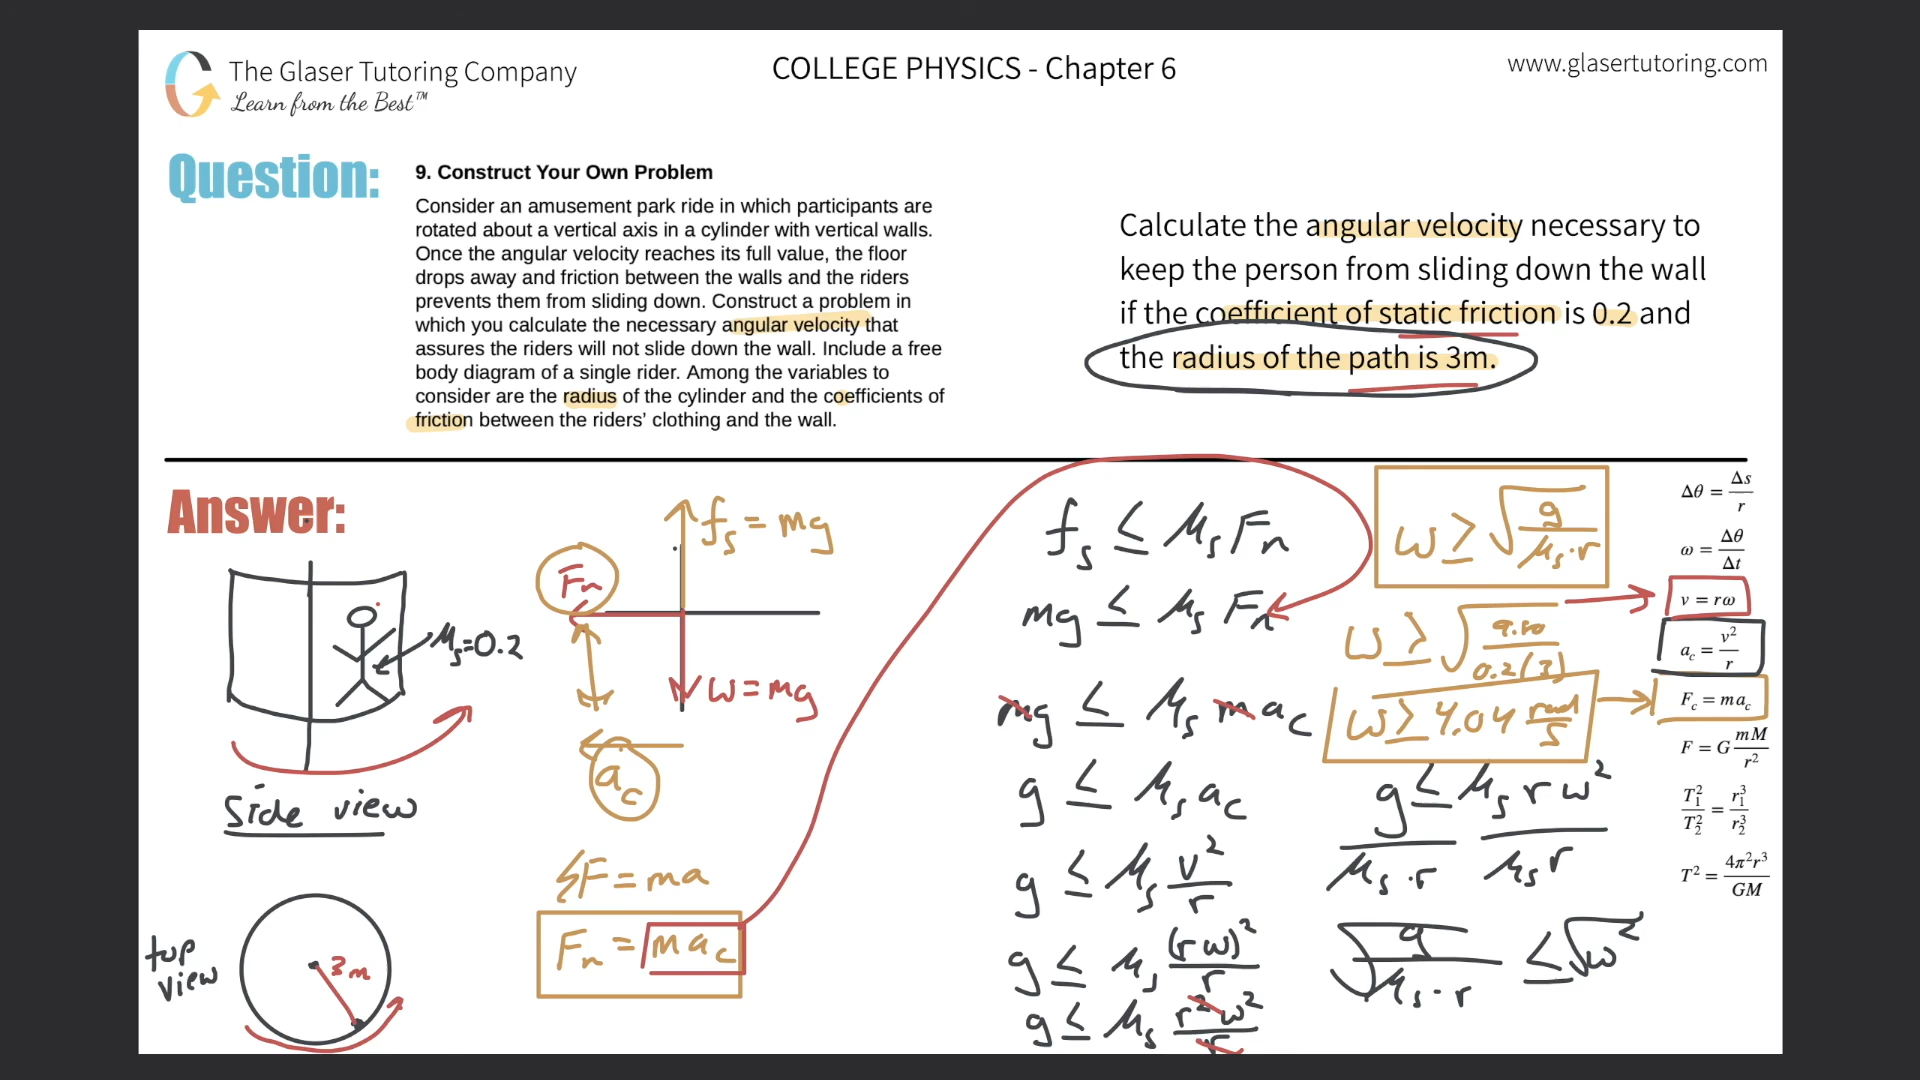 The Glaser Tutoring Company
Learn from the Best™
COLLEGE PHYSICS - Chapter 6
www.glasertutoring.com
Question:
9. Construct Your Own Problem
Consider an amusement park ride in which participants are
rotated about a vertical axis in a cylinder with vertical walls.
Once the angular velocity reaches its full value, the floor
drops away and friction between the walls and the riders
prevents them from sliding down. Construct a problem in
which you calculate the necessary angular velocity that
assures the riders will not slide down the wall. Include a free
body diagram of a single rider. Among the variables to
consider are the radius of the cylinder and the coefficients of
friction between the riders' clothing and the wall.
Calculate the angular velocity necessary to
keep the person from sliding down the wall
if the coefficient of static friction is 0.2 and
the radius of the path is 3m.
Answer:
μs=0.2
side view
top
view
3m
fs = mg
Fn
W=mg
ac
ΣF=ma
Fn = mac
fs ≤ μsFn
mg ≤ μs Fn
mg ≤ μs mac
g ≤ μs ac
g ≤ μs v²/r
g ≤ μs (rω)²/r
g ≤ μs r²ω²/r
ω ≥ √(g/μs·r)
ω ≥ √(9.80/0.2(3))
ω ≥ 4.04 rad/s
g ≤ μs r ω²
μs·r μsr
√(g/μs·r) ≤ √ω²
Δθ = Δs/r
ω = Δθ/Δt
v = rω
ac = v²/r
Fc = mac
F = G mM/r²
T₁²/T₂² = r₁³/r₂³
T² = 4π²r³/GM